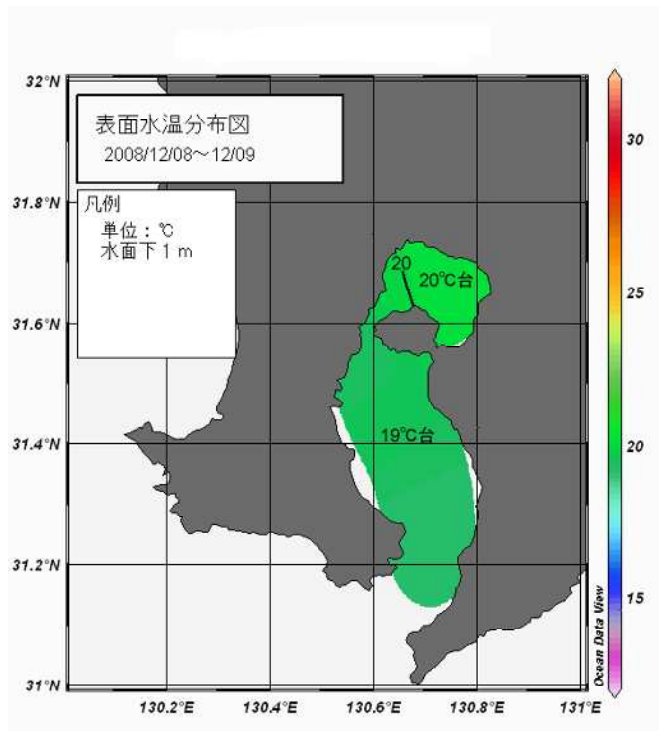 32°N
31.8°N
31.6°N
31.4°N
31.2°N
31°N
表面水温分布図
2008/12/08～12/09
凡例
単位：℃
水面下１ｍ
20
20℃台
19℃台
130.2°E
130.4°E
130.6°E
130.8°E
131°E
30
25
20
15
Ocean Data View